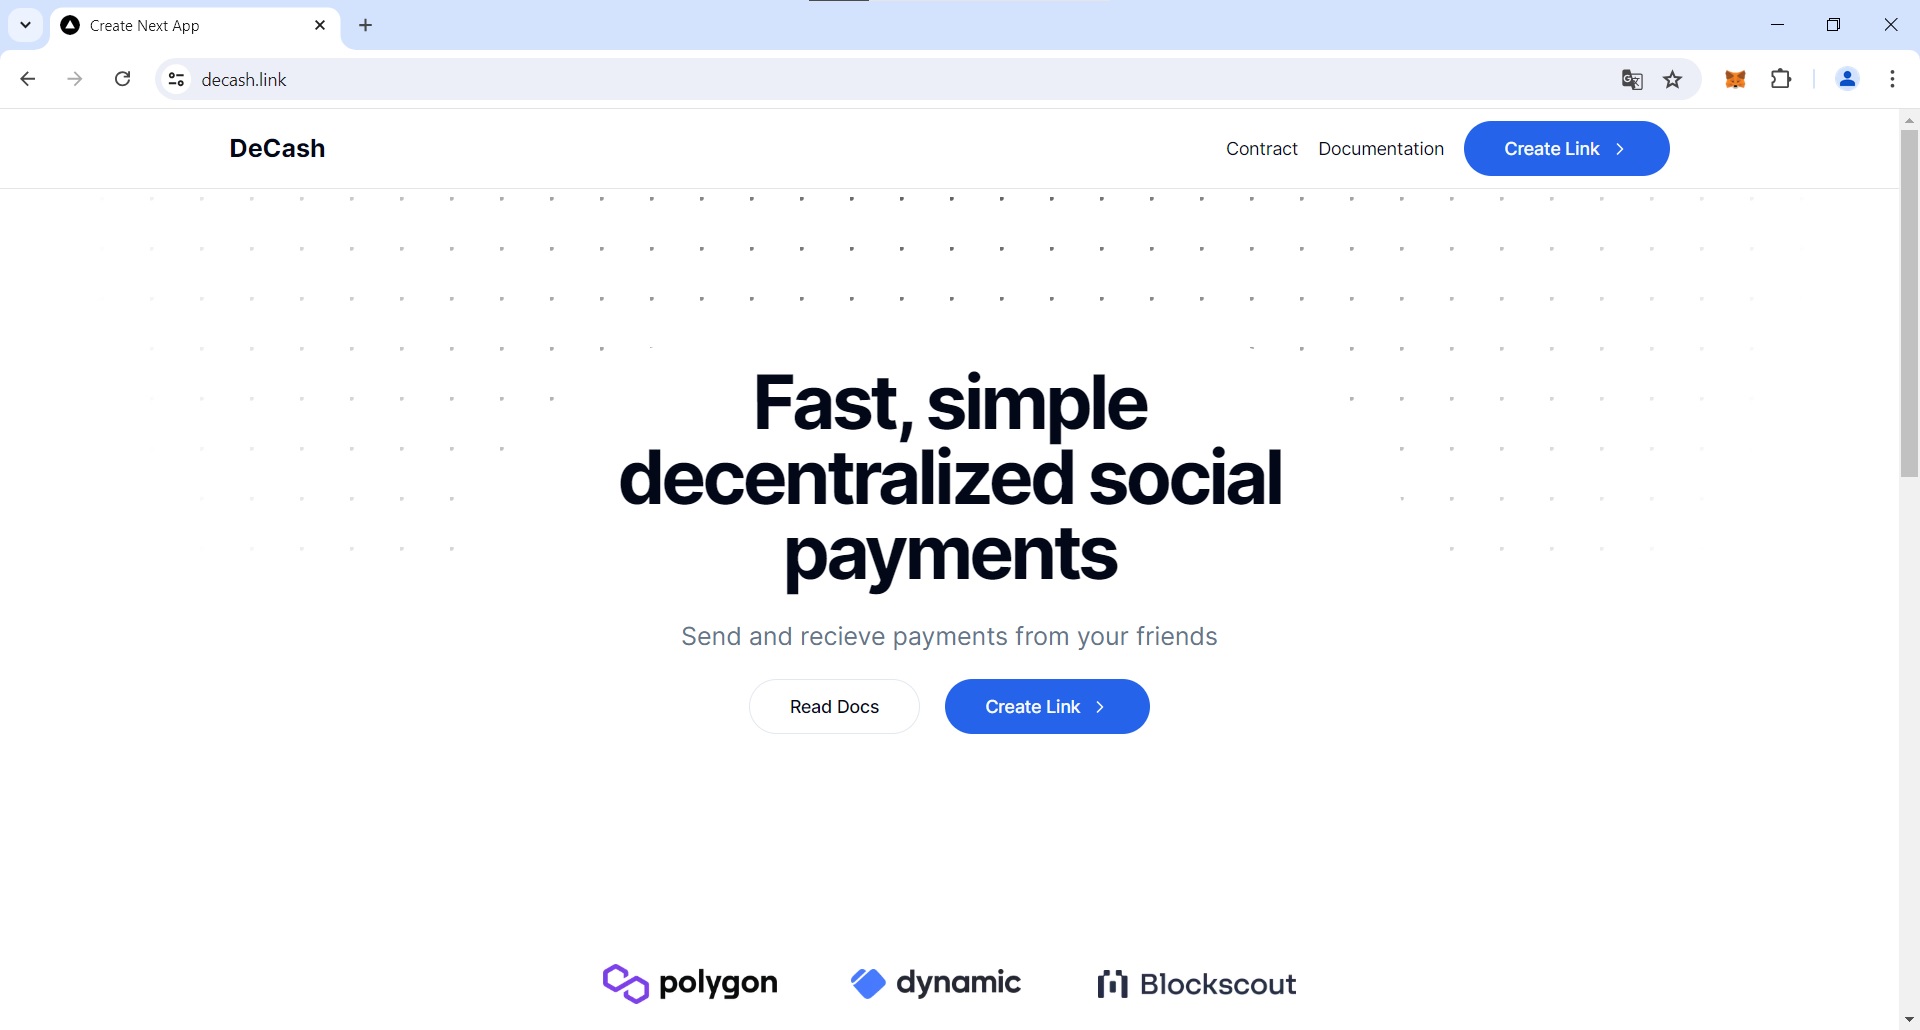 Create Next App
decash.link
DeCash
Contract Documentation Create Link
Fast, simple
decentralized social
payments
Send and recieve payments from your friends
Read Docs Create Link
polygon dynamic Blockscout